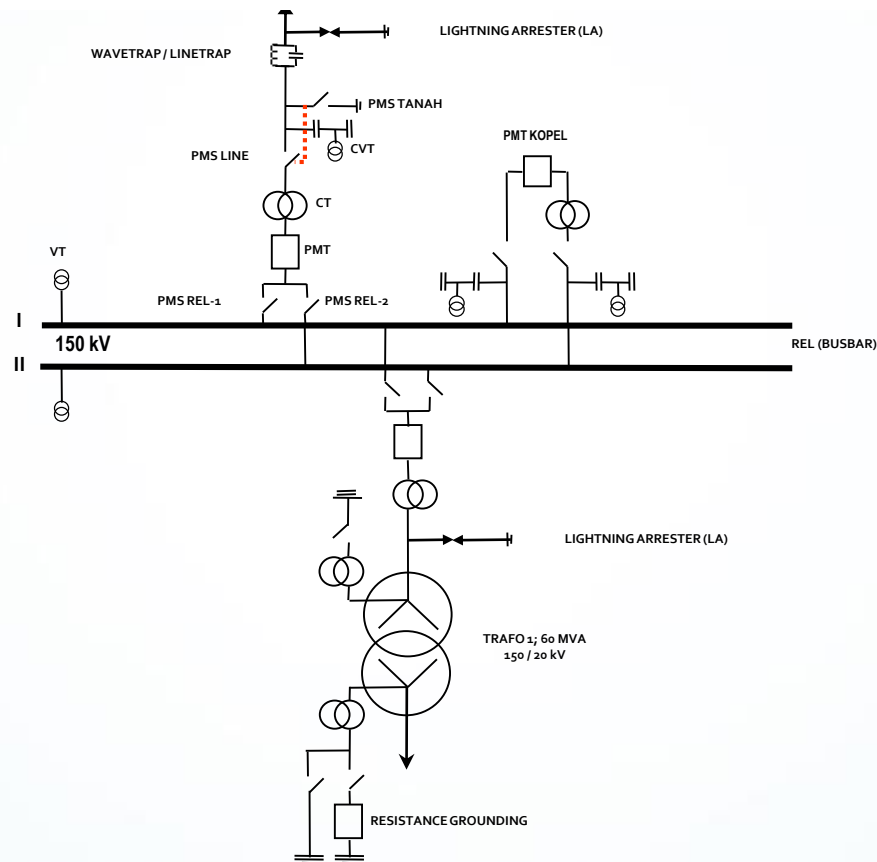 LIGHTNING ARRESTER (LA)
WAVETRAP / LINETRAP
PMS TANAH
PMT KOPEL
PMS LINE
CVT
CT
PMT
VT
PMS REL-1
PMS REL-2
I
150 kV
REL (BUSBAR)
II
LIGHTNING ARRESTER (LA)
TRAFO 1; 60 MVA
150 / 20 kV
RESISTANCE GROUNDING